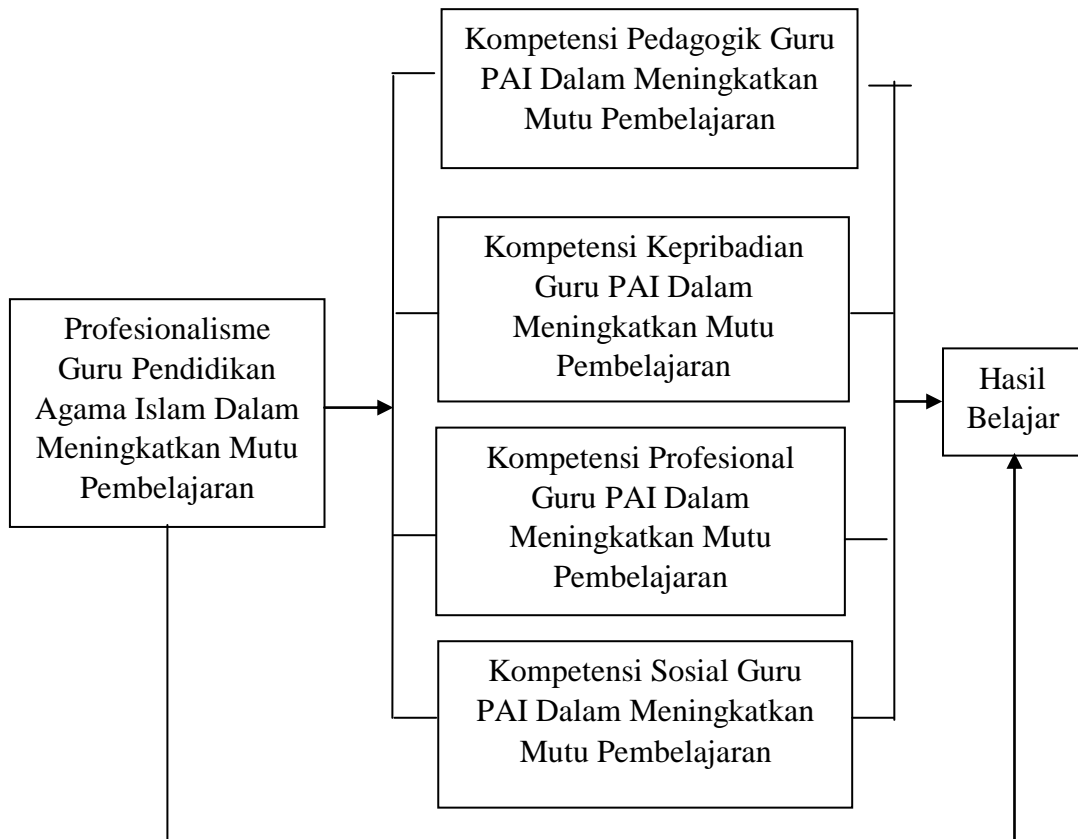 Kompetensi Pedagogik Guru
PAI Dalam Meningkatkan
Mutu Pembelajaran
Kompetensi Kepribadian
Guru PAI Dalam
Meningkatkan Mutu
Pembelajaran
Profesionalisme
Guru Pendidikan
Agama Islam Dalam
Meningkatkan Mutu
Pembelajaran
Hasil
Belajar
Kompetensi Profesional
Guru PAI Dalam
Meningkatkan Mutu
Pembelajaran
Kompetensi Sosial Guru
PAI Dalam Meningkatkan
Mutu Pembelajaran